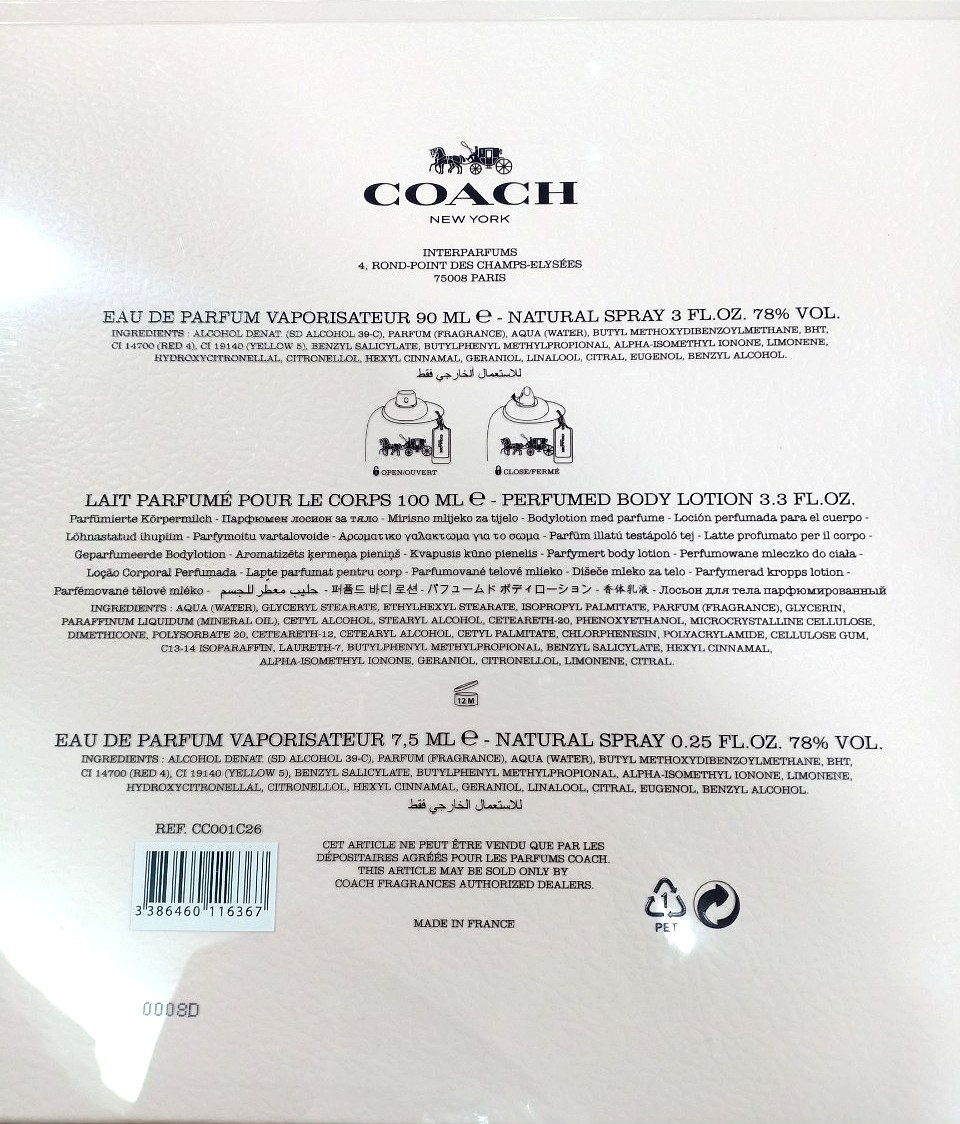 COACH
NEW YORK
INTERPARFUMS
4, ROND-POINT DES CHAMPS-ELYSÉES
75008 PARIS
EAU DE PARFUM VAPORISATEUR 90 ML ℮ - NATURAL SPRAY 3 FL.OZ. 78% VOL.
INGREDIENTS : ALCOHOL DENAT. (SD ALCOHOL 39-C), PARFUM (FRAGRANCE), AQUA (WATER), BUTYL METHOXYDIBENZOYLMETHANE, BHT,
CI 14700 (RED 4), CI 19140 (YELLOW 5), BENZYL SALICYLATE, BUTYLPHENYL METHYLPROPIONAL, ALPHA-ISOMETHYL IONONE, LIMONENE,
HYDROXYCITRONELLAL, CITRONELLOL, HEXYL CINNAMAL, GERANIOL, LINALOOL, CITRAL, EUGENOL, BENZYL ALCOHOL.
للاستعمال الخارجي فقط
OPEN/OUVERT CLOSE/FERMÉ
LAIT PARFUMÉ POUR LE CORPS 100 ML ℮ - PERFUMED BODY LOTION 3.3 FL.OZ.
Parfümierte Körpermilch - Парфюмен лосион за тяло - Mirisno mlijeko za tijelo - Bodylotion med parfume - Loción perfumada para el cuerpo -
Lõhnastatud ihupiim - Parfymoitu vartalovoide - Αρωματικο γαλακτωμα για το σωμα - Parfüm illatú testápoló tej - Latte profumato per il corpo -
Geparfumeerde Bodylotion - Aromatizēts ķermeņa pieniņš - Kvapusis kūno pienelis - Parfymert body lotion - Perfumowane mleczko do ciała -
Loção Corporal Perfumada - Lapte parfumat pentru corp - Parfumované telové mlieko - Dišeče mleko za telo - Parfymerad kropps lotion -
Parfémované tělové mléko - حليب معطّر للجسم - 퍼퓸드 바디 로션 - パフュームド ボディローション - 香体乳液 - Лосьон для тела парфюмированный
INGREDIENTS : AQUA (WATER), GLYCERYL STEARATE, ETHYLHEXYL STEARATE, ISOPROPYL PALMITATE, PARFUM (FRAGRANCE), GLYCERIN,
PARAFFINUM LIQUIDUM (MINERAL OIL), CETYL ALCOHOL, STEARYL ALCOHOL, CETEARETH-20, PHENOXYETHANOL, MICROCRYSTALLINE CELLULOSE,
DIMETHICONE, POLYSORBATE 20, CETEARETH-12, CETEARYL ALCOHOL, CETYL PALMITATE, CHLORPHENESIN, POLYACRYLAMIDE, CELLULOSE GUM,
C13-14 ISOPARAFFIN, LAURETH-7, BUTYLPHENYL METHYLPROPIONAL, BENZYL SALICYLATE, HEXYL CINNAMAL,
ALPHA-ISOMETHYL IONONE, GERANIOL, CITRONELLOL, LIMONENE, CITRAL.
12 M
EAU DE PARFUM VAPORISATEUR 7,5 ML ℮ - NATURAL SPRAY 0.25 FL.OZ. 78% VOL.
INGREDIENTS : ALCOHOL DENAT. (SD ALCOHOL 39-C), PARFUM (FRAGRANCE), AQUA (WATER), BUTYL METHOXYDIBENZOYLMETHANE, BHT,
CI 14700 (RED 4), CI 19140 (YELLOW 5), BENZYL SALICYLATE, BUTYLPHENYL METHYLPROPIONAL, ALPHA-ISOMETHYL IONONE, LIMONENE,
HYDROXYCITRONELLAL, CITRONELLOL, HEXYL CINNAMAL, GERANIOL, LINALOOL, CITRAL, EUGENOL, BENZYL ALCOHOL.
للاستعمال الخارجي فقط
REF. CC001C26
3 386460 116367
CET ARTICLE NE PEUT ÊTRE VENDU QUE PAR LES
DÉPOSITAIRES AGRÉÉS POUR LES PARFUMS COACH.
THIS ARTICLE MAY BE SOLD ONLY BY
COACH FRAGRANCES AUTHORIZED DEALERS.
MADE IN FRANCE
1
PET
0008D